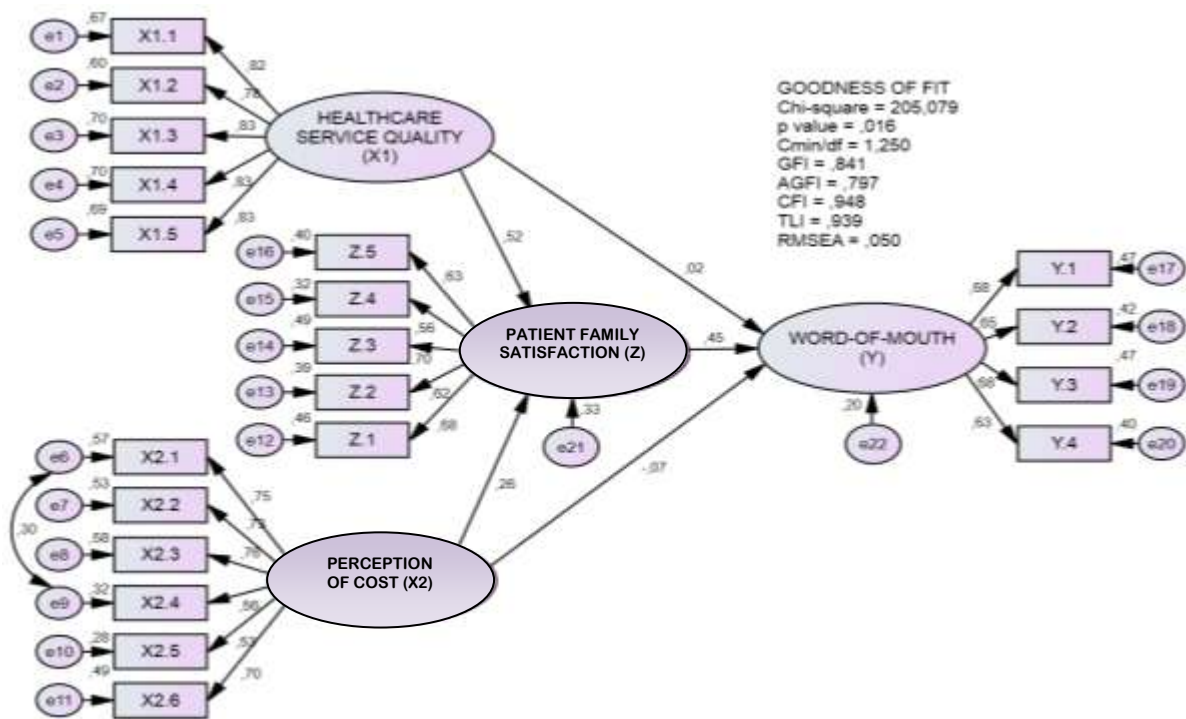 e1
,67
X1.1
,82
e2
,60
X1.2
,78
e3
,70
X1.3
,83
e4
,70
X1.4
,83
e5
,69
X1.5
,83
HEALTHCARE
SERVICE QUALITY
(X1)
GOODNESS OF FIT
Chi-square = 205,079
p value = ,016
Cmin/df = 1,250
GFI = ,841
AGFI = ,797
CFI = ,948
TLI = ,939
RMSEA = ,050
,52
,02
e16
,40
Z.5
,63
e15
,32
Z.4
,56
e14
,49
Z.3
,70
e13
,39
Z.2
,62
e12
,46
Z.1
,68
PATIENT FAMILY
SATISFACTION (Z)
,45
,33
e21
WORD-OF-MOUTH
(Y)
,20
e22
,68
Y.1
,47
e17
,65
Y.2
,42
e18
,68
Y.3
,47
e19
,63
Y.4
,40
e20
,26
-,07
e6
,57
X2.1
,75
e7
,53
X2.2
,73
e8
,58
X2.3
,76
,30
e9
,32
X2.4
,56
e10
,28
X2.5
,53
e11
,49
X2.6
,70
PERCEPTION
OF COST (X2)